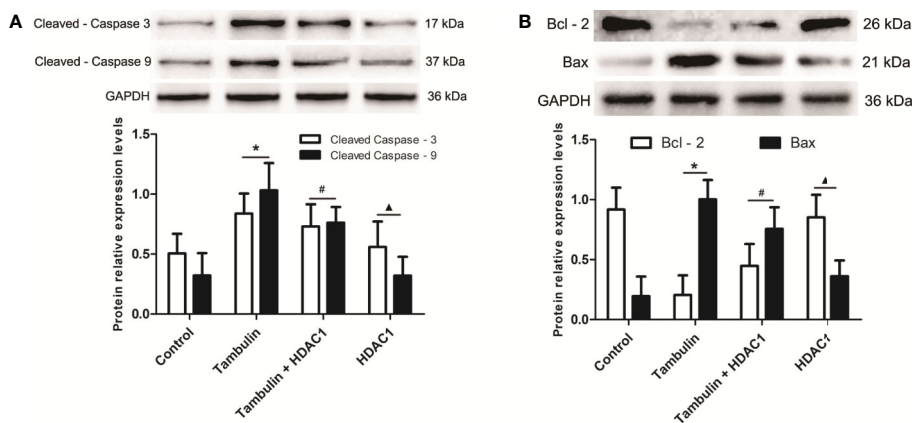 A
Cleaved - Caspase 3
17 kDa
Cleaved - Caspase 9
37 kDa
GAPDH
36 kDa
Protein relative expression levels
1.5
1.0
0.5
0.0
Cleaved Caspase - 3
Cleaved Caspase - 9
*
#
▲
Control
Tambulin
Tambulin + HDAC1
HDAC1
B
Bcl - 2
26 kDa
Bax
21 kDa
GAPDH
36 kDa
Protein relative expression levels
1.5
1.0
0.5
0.0
Bcl - 2
Bax
*
#
▲
Control
Tambulin
Tambulin + HDAC1
HDAC1